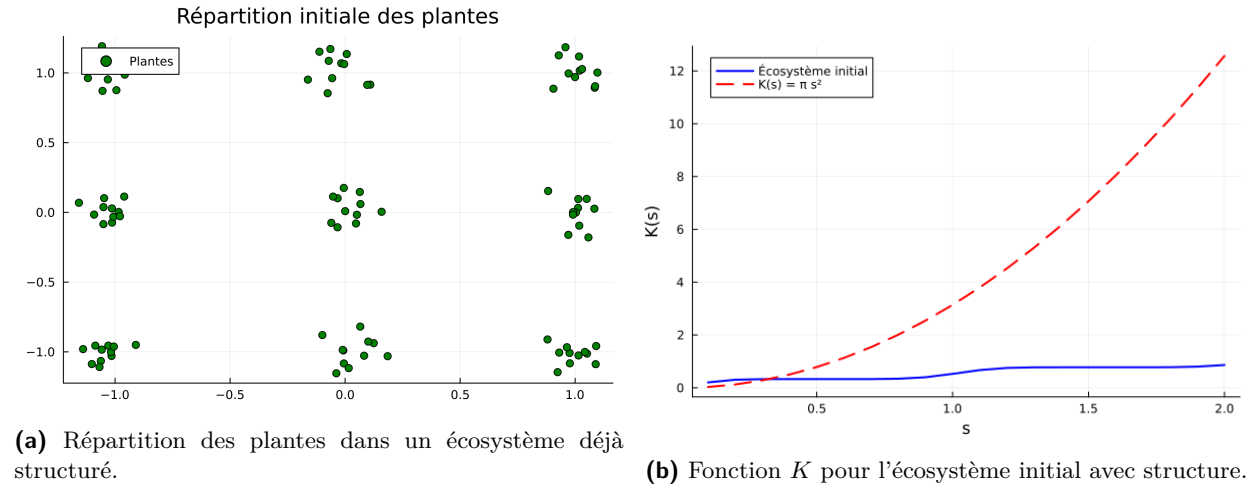 Répartition initiale des plantes
Plantes
1.0
0.5
0.0
−0.5
−1.0
−1.0
−0.5
0.0
0.5
1.0
(a) Répartition des plantes dans un écosystème déjà
structuré.
Écosystème initial
K(s) = π s²
K(s)
12
10
8
6
4
2
0
0.5
1.0
1.5
2.0
s
(b) Fonction K pour l'écosystème initial avec structure.